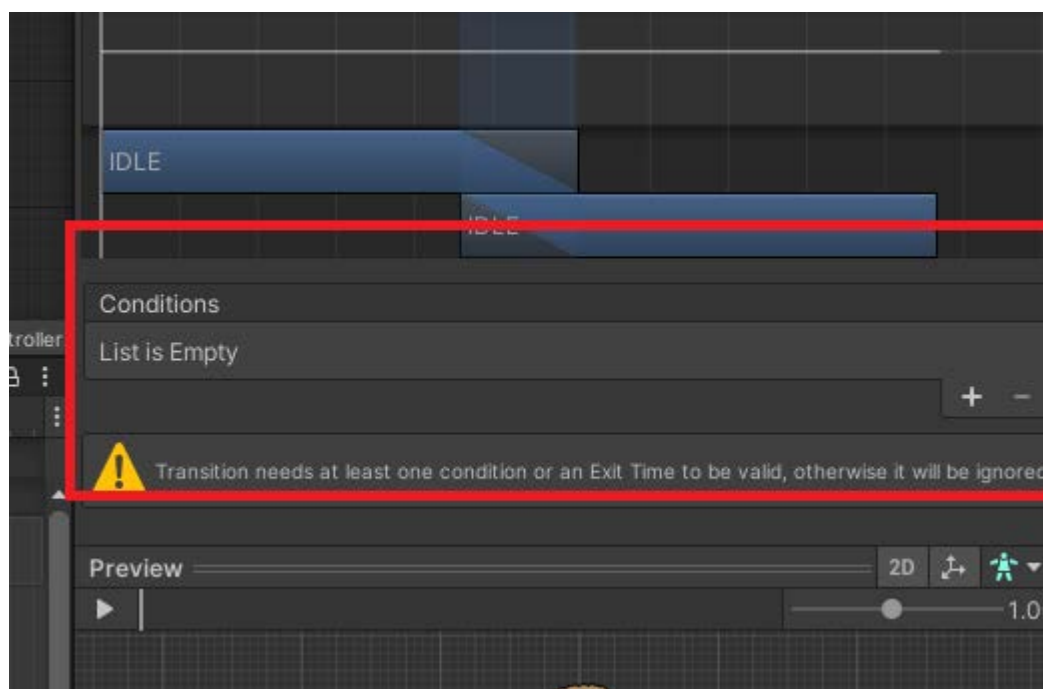 IDLE
IDLE
Conditions
troller
List is Empty
+ -
Transition needs at least one condition or an Exit Time to be valid, otherwise it will be ignored
Preview
2D
1.0